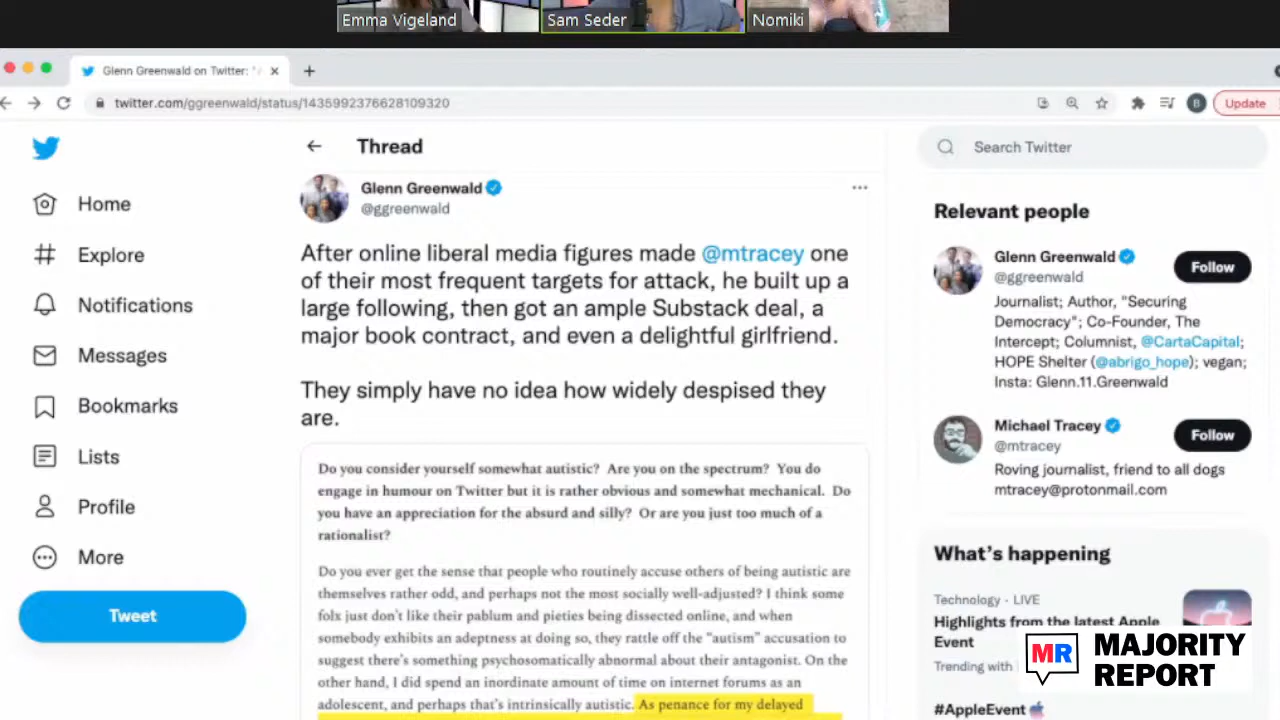 Emma Vigeland
Sam Seder
Nomiki
Glenn Greenwald on Twitter: "A
twitter.com/ggreenwald/status/1435992376628109320
Update
Thread
Search Twitter
Home
Explore
Notifications
Messages
Bookmarks
Lists
Profile
More
Tweet
Glenn Greenwald
@ggreenwald
After online liberal media figures made @mtracey one
of their most frequent targets for attack, he built up a
large following, then got an ample Substack deal, a
major book contract, and even a delightful girlfriend.
They simply have no idea how widely despised they
are.
Do you consider yourself somewhat autistic? Are you on the spectrum? You do
engage in humour on Twitter but it is rather obvious and somewhat mechanical. Do
you have an appreciation for the absurd and silly? Or are you just too much of a
rationalist?
Do you ever get the sense that people who routinely accuse others of being autistic are
themselves rather odd, and perhaps not the most socially well-adjusted? I think some
folx just don't like their pablum and pieties being dissected online, and when
somebody exhibits an adeptness at doing so, they rattle off the "autism" accusation to
suggest there's something psychosomatically abnormal about their antagonist. On the
other hand, I did spend an inordinate amount of time on internet forums as an
adolescent, and perhaps that's intrinsically autistic. As penance for my delayed
Relevant people
Glenn Greenwald
@ggreenwald
Follow
Journalist; Author, "Securing
Democracy"; Co-Founder, The
Intercept; Columnist, @CartaCapital;
HOPE Shelter (@abrigo_hope); vegan;
Insta: Glenn.11.Greenwald
Michael Tracey
@mtracey
Follow
Roving journalist, friend to all dogs
mtracey@protonmail.com
What's happening
Technology · LIVE
Highlights from the latest Apple
Event
Trending with
#AppleEvent
MR
MAJORITY
REPORT
B